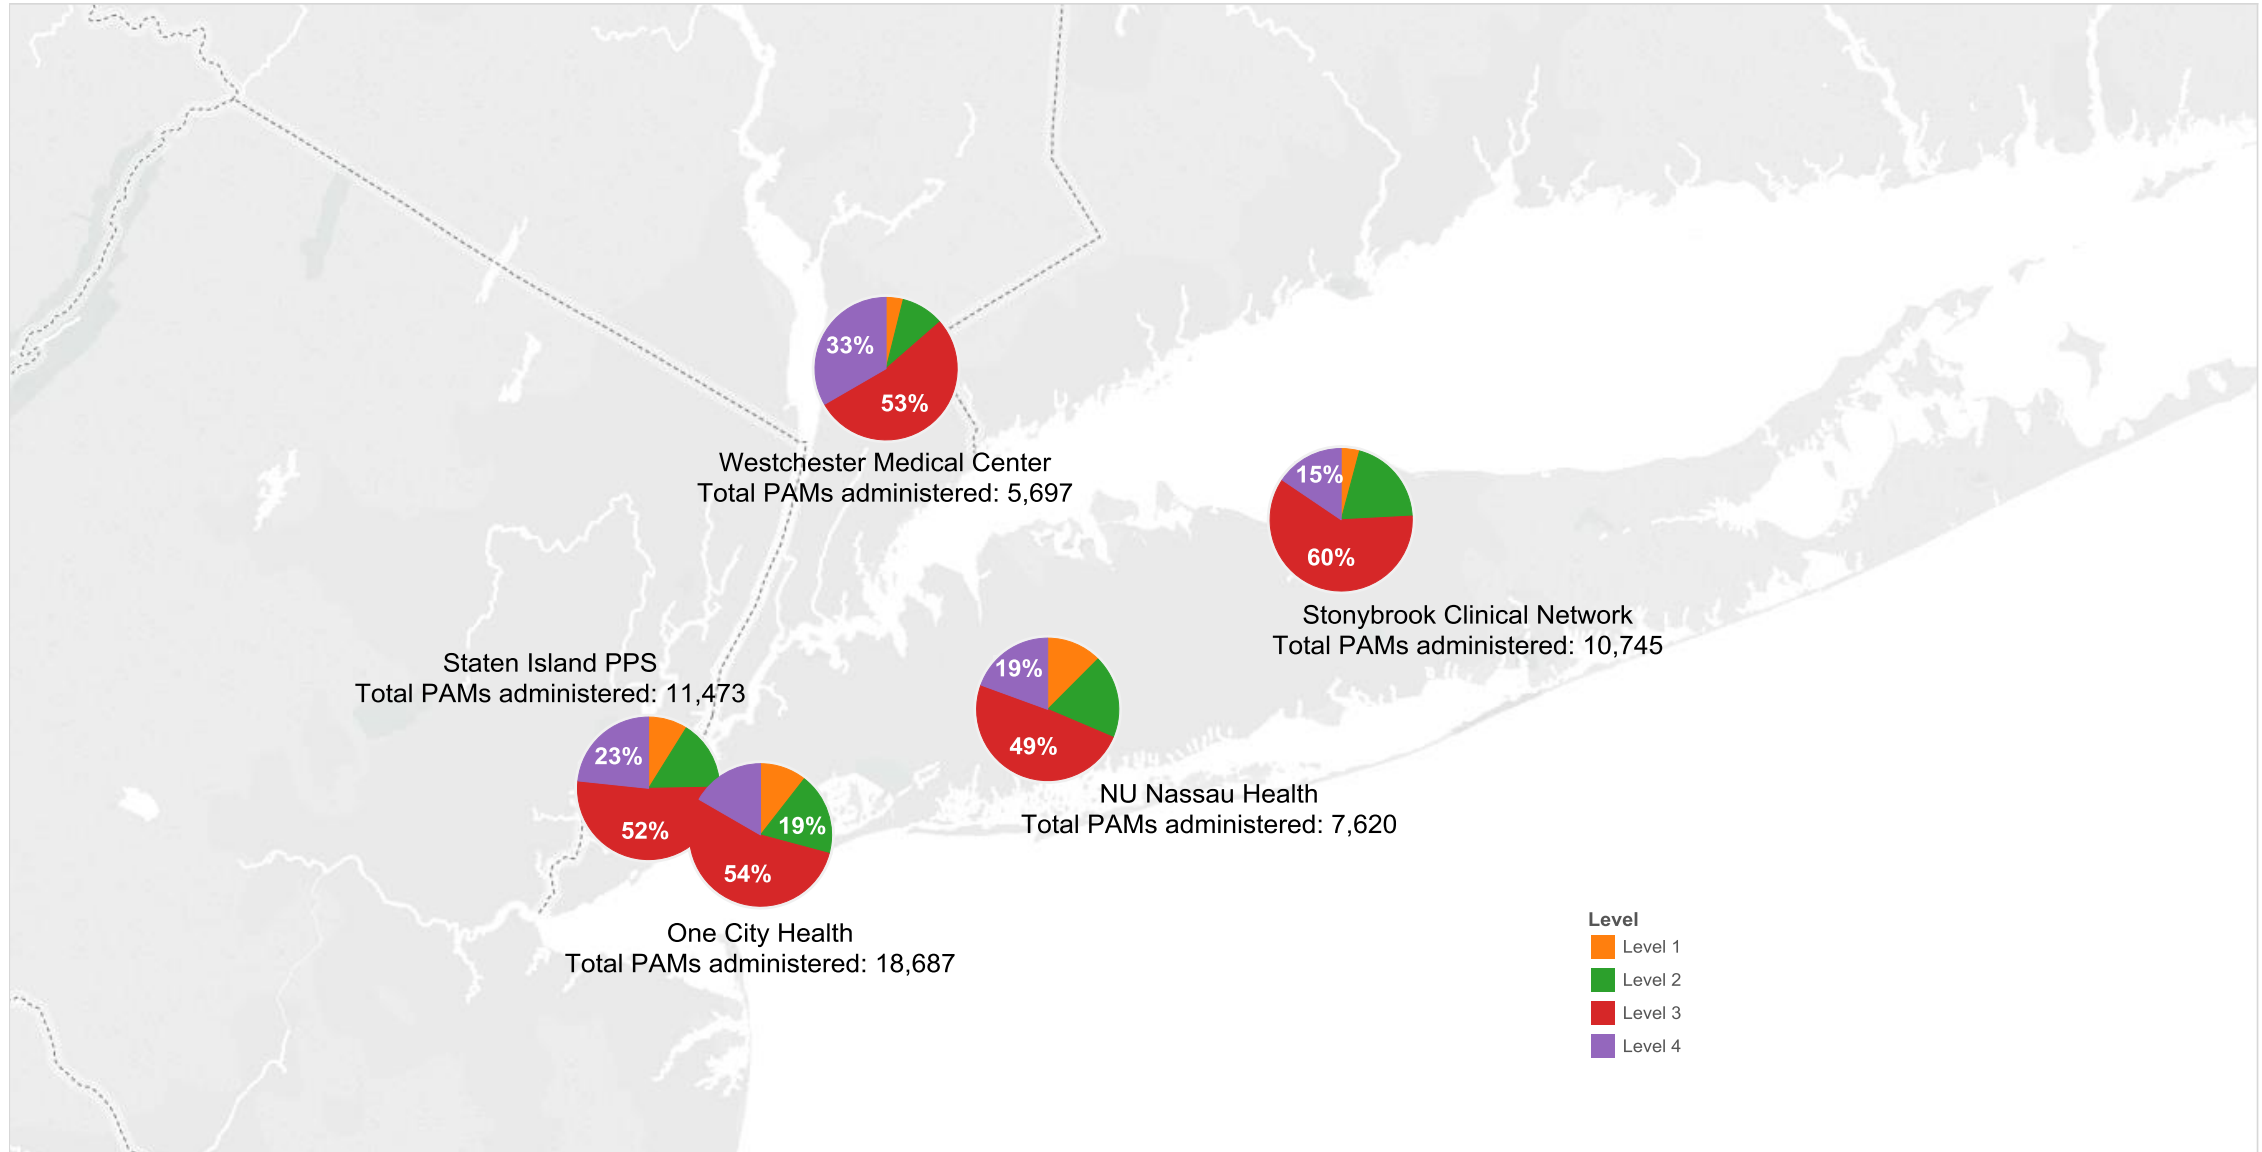 33%
53%
Westchester Medical Center
Total PAMs administered: 5,697
15%
60%
Stonybrook Clinical Network
Total PAMs administered: 10,745
Staten Island PPS
Total PAMs administered: 11,473
23%
52%
19%
54%
One City Health
Total PAMs administered: 18,687
19%
49%
NU Nassau Health
Total PAMs administered: 7,620
Level
Level 1
Level 2
Level 3
Level 4